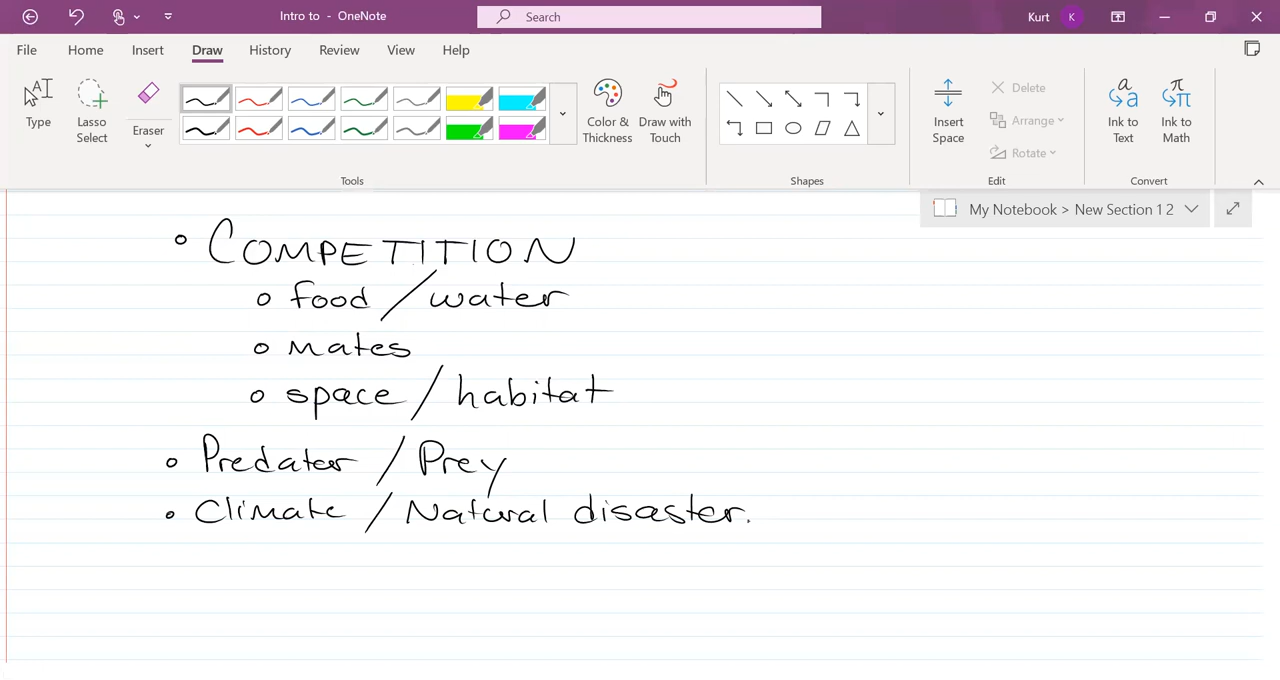 Intro to - OneNote
Search
Kurt K
File Home Insert Draw History Review View Help
Type
Lasso Select
Eraser
Color & Thickness
Draw with Touch
Insert Space
Delete
Arrange
Rotate
Ink to Text
Ink to Math
Tools Shapes Edit Convert
My Notebook > New Section 1 2
• COMPETITION
o food / water
o mates
o space / habitat
• Predator / Prey
• Climate / Natural disaster.